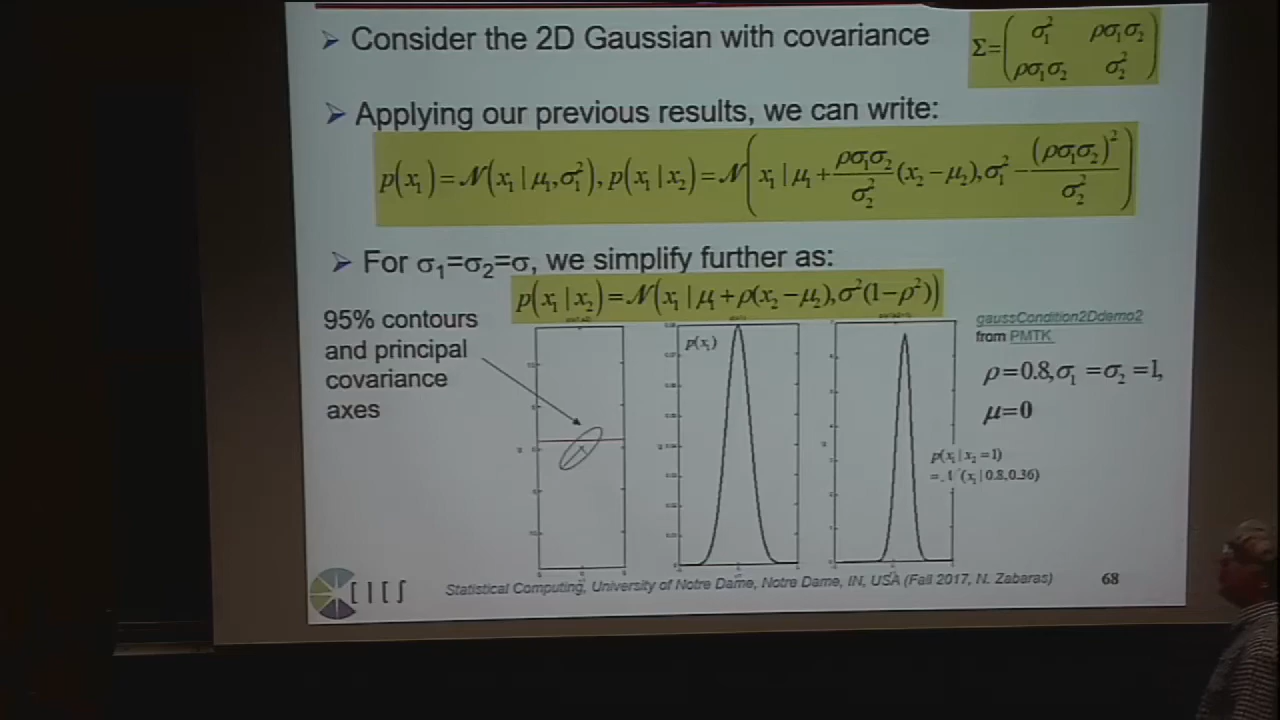 ➢ Consider the 2D Gaussian with covariance Σ=(σ₁² ρσ₁σ₂ ρσ₁σ₂ σ₂²)
➢ Applying our previous results, we can write:
p(x₁)=𝒩(x₁|μ₁,σ₁²), p(x₁|x₂)=𝒩(x₁|μ₁+ρσ₁σ₂/σ₂²(x₂−μ₂),σ₁²−(ρσ₁σ₂)²/σ₂²)
➢ For σ₁=σ₂=σ, we simplify further as:
p(x₁|x₂)=𝒩(x₁|μ₁+ρ(x₂−μ₂),σ²(1−ρ²))
95% contours
and principal
covariance
axes
p(x₁)
gaussCondition2Ddemo2
from PMTK
ρ=0.8,σ₁=σ₂=1,
μ=0
p(x₁|x₂=1)
=𝒩(x₁|0.8,0.36)
CICS
Statistical Computing, University of Notre Dame, Notre Dame, IN, USA (Fall 2017, N. Zabaras)
68